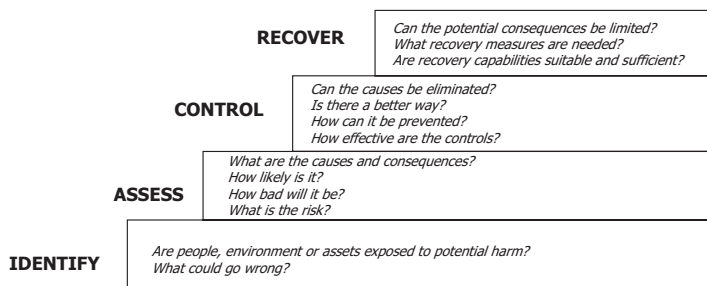 RECOVER
Can the potential consequences be limited?
What recovery measures are needed?
Are recovery capabilities suitable and sufficient?
CONTROL
Can the causes be eliminated?
Is there a better way?
How can it be prevented?
How effective are the controls?
ASSESS
What are the causes and consequences?
How likely is it?
How bad will it be?
What is the risk?
IDENTIFY
Are people, environment or assets exposed to potential harm?
What could go wrong?